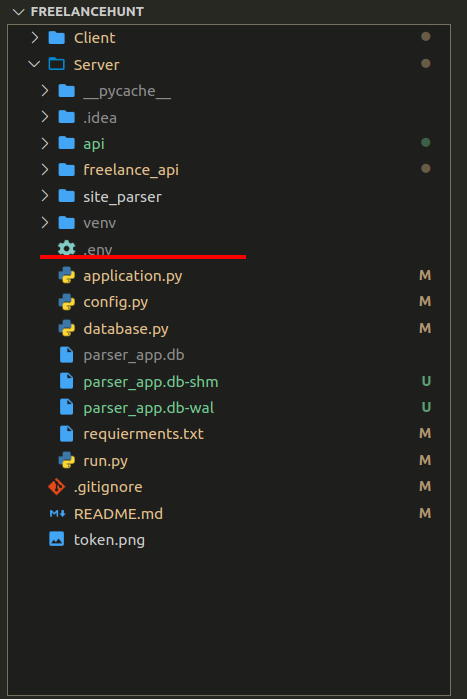 FREELANCEHUNT
Client
Server
__pycache__
.idea
api
freelance_api
site_parser
venv
.env
application.py M
config.py M
database.py M
parser_app.db
parser_app.db-shm U
parser_app.db-wal U
requierments.txt M
run.py M
.gitignore M
README.md M
token.png